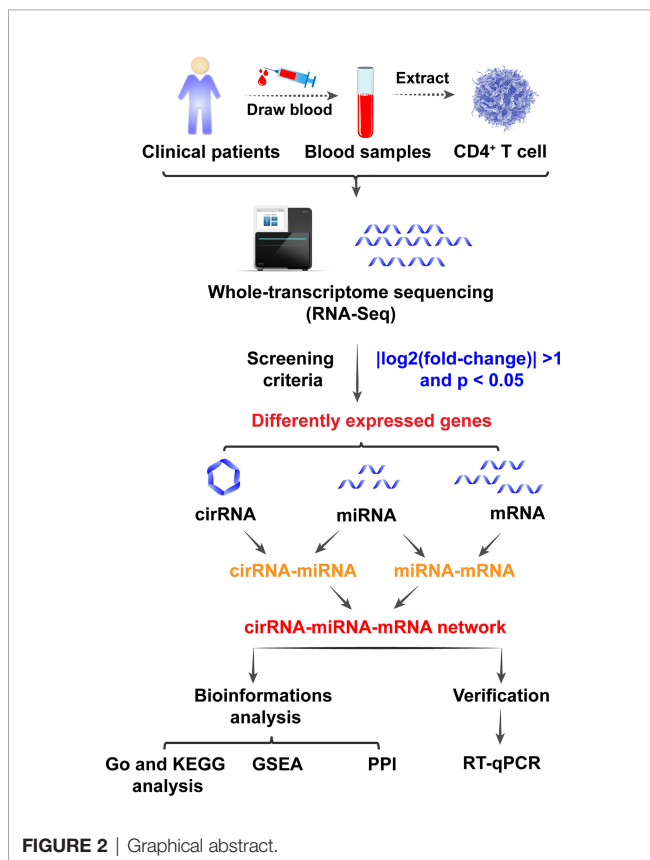 Draw blood
Extract
Clinical patients
Blood samples
CD4⁺ T cell
Whole-transcriptome sequencing
(RNA-Seq)
Screening
criteria
|log2(fold-change)| >1
and p < 0.05
Differently expressed genes
cirRNA
miRNA
mRNA
cirRNA-miRNA
miRNA-mRNA
cirRNA-miRNA-mRNA network
Bioinformations
analysis
Verification
Go and KEGG
analysis
GSEA
PPI
RT-qPCR
FIGURE 2 | Graphical abstract.